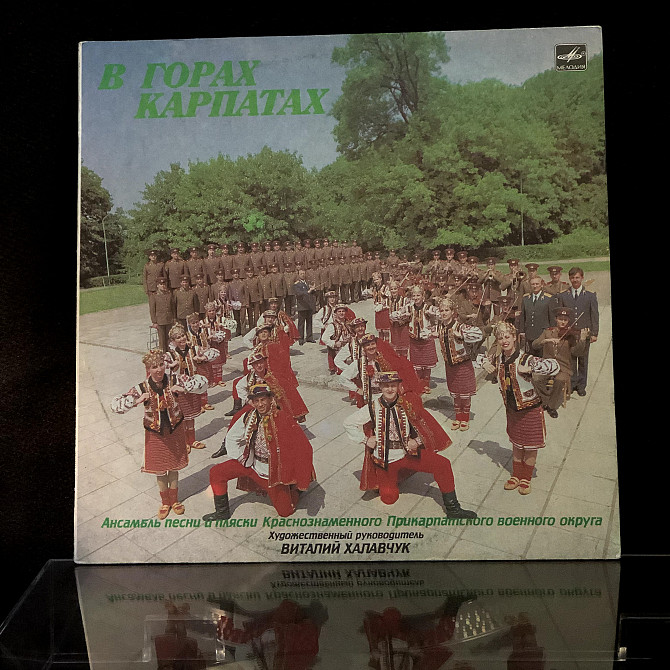 В ГОРАХ
КАРПАТАХ
МЕЛОДИЯ
Ансамбль песни и пляски Краснознаменного Прикарпатского военного округа
Художественный руководитель
ВИТАЛИЙ ХАЛАВЧУК